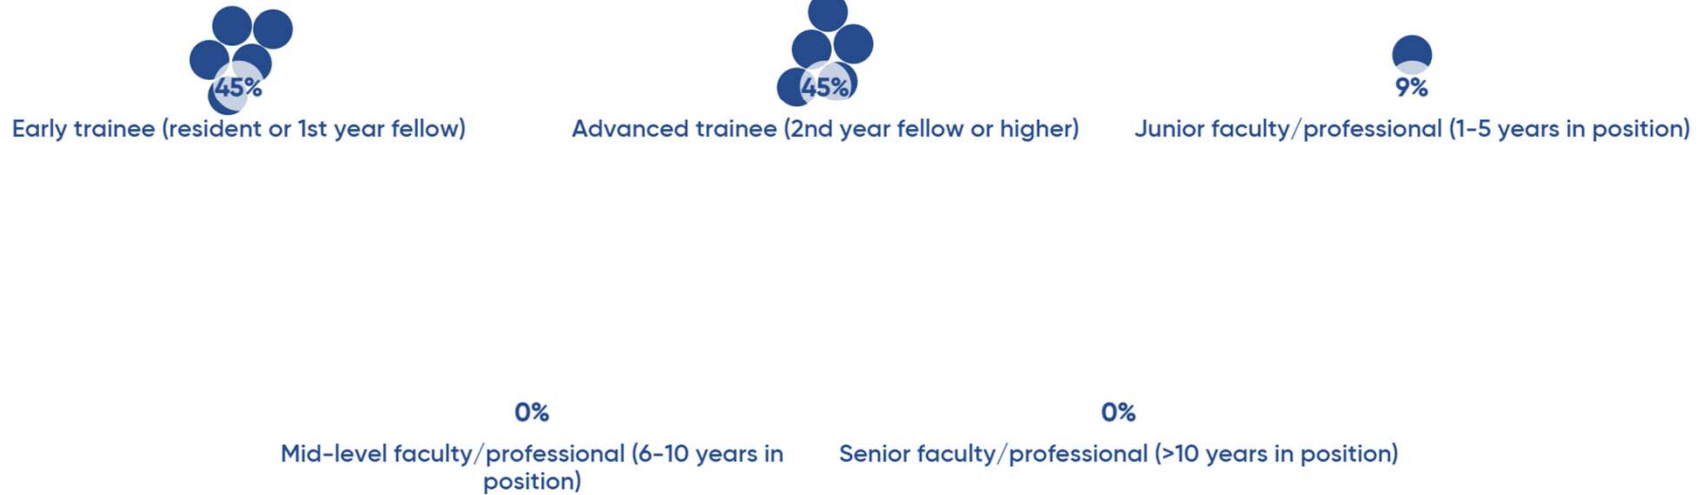 45%
Early trainee (resident or 1st year fellow)
45%
Advanced trainee (2nd year fellow or higher)
9%
Junior faculty/professional (1-5 years in position)
0%
Mid-level faculty/professional (6-10 years in
position)
0%
Senior faculty/professional (>10 years in position)